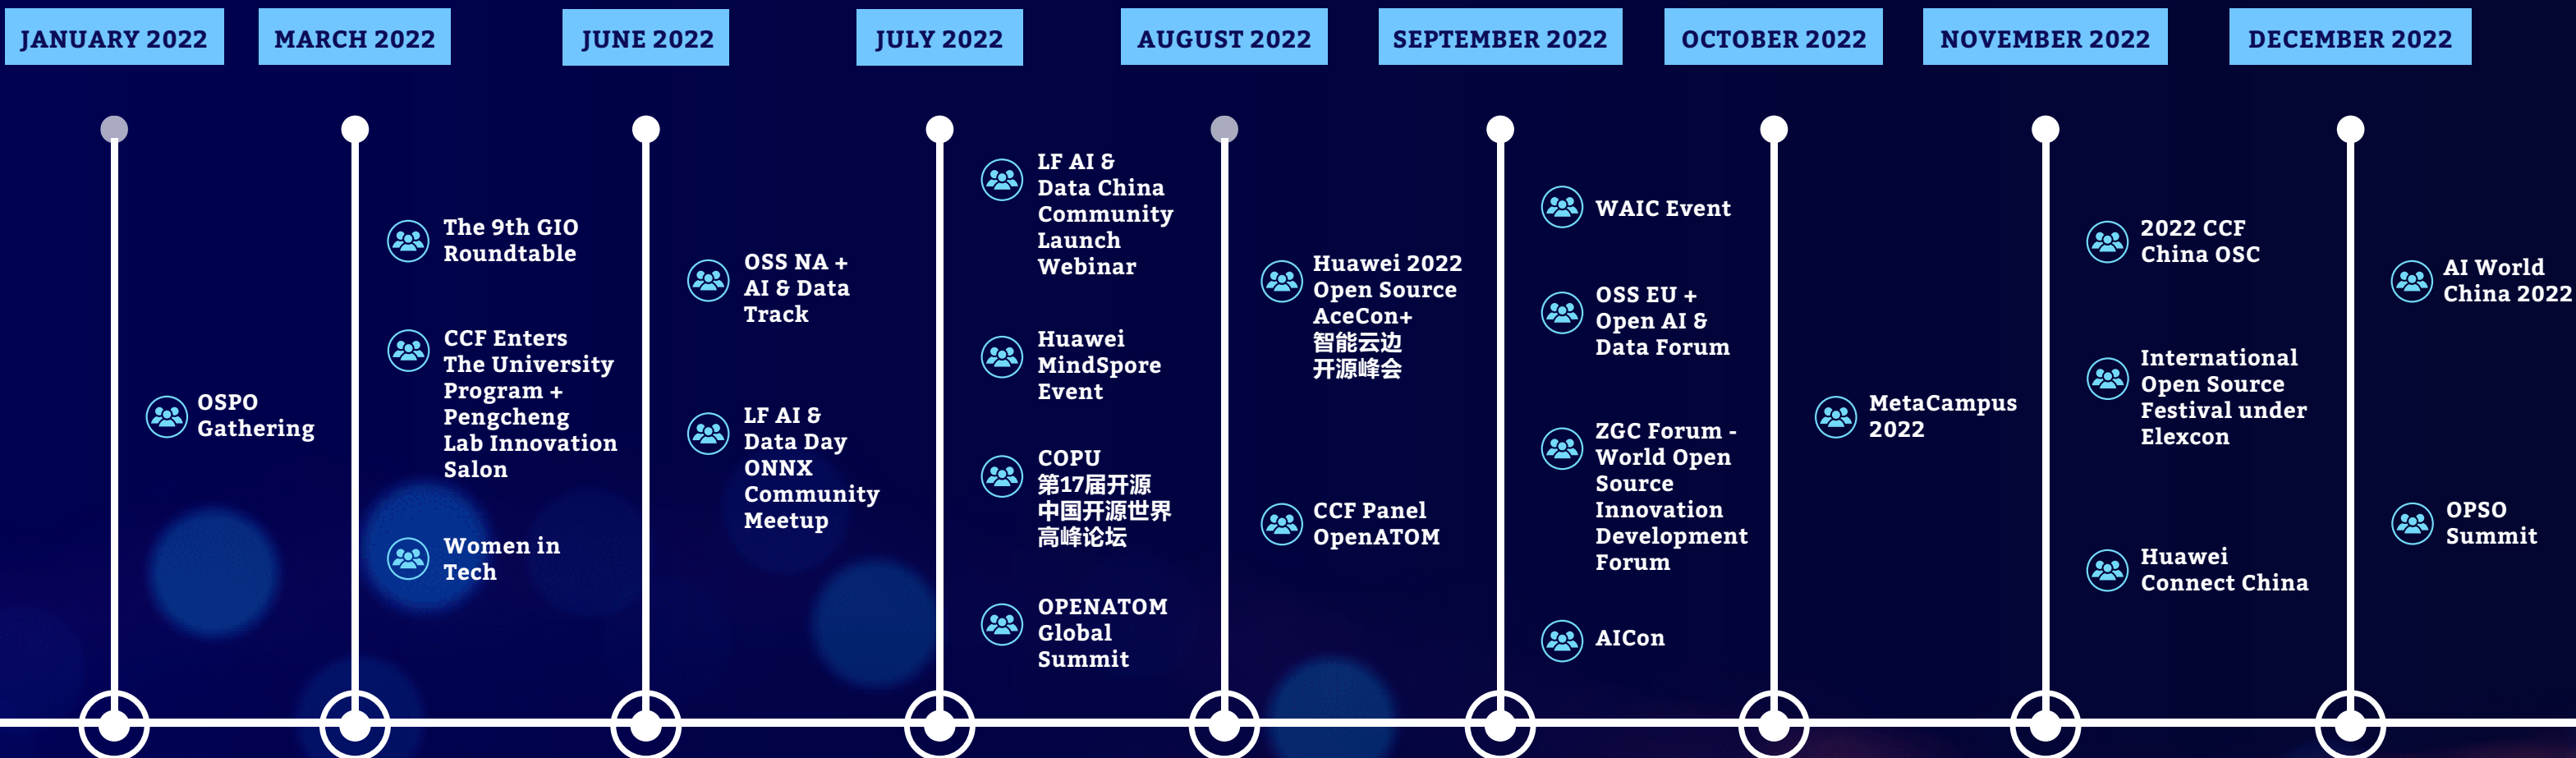 JANUARY 2022
MARCH 2022
JUNE 2022
JULY 2022
AUGUST 2022
SEPTEMBER 2022
OCTOBER 2022
NOVEMBER 2022
DECEMBER 2022
OSPO
Gathering
The 9th GIO
Roundtable
CCF Enters
The University
Program +
Pengcheng
Lab Innovation
Salon
Women in
Tech
OSS NA +
AI & Data
Track
LF AI &
Data Day
ONNX
Community
Meetup
LF AI &
Data China
Community
Launch
Webinar
Huawei
MindSpore
Event
COPU
第17届开源
中国开源世界
高峰论坛
OPENATOM
Global
Summit
Huawei 2022
Open Source
AceCon+
智能云边
开源峰会
CCF Panel
OpenATOM
WAIC Event
OSS EU +
Open AI &
Data Forum
ZGC Forum -
World Open
Source
Innovation
Development
Forum
AICon
MetaCampus
2022
2022 CCF
China OSC
International
Open Source
Festival under
Elexcon
Huawei
Connect China
AI World
China 2022
OPSO
Summit